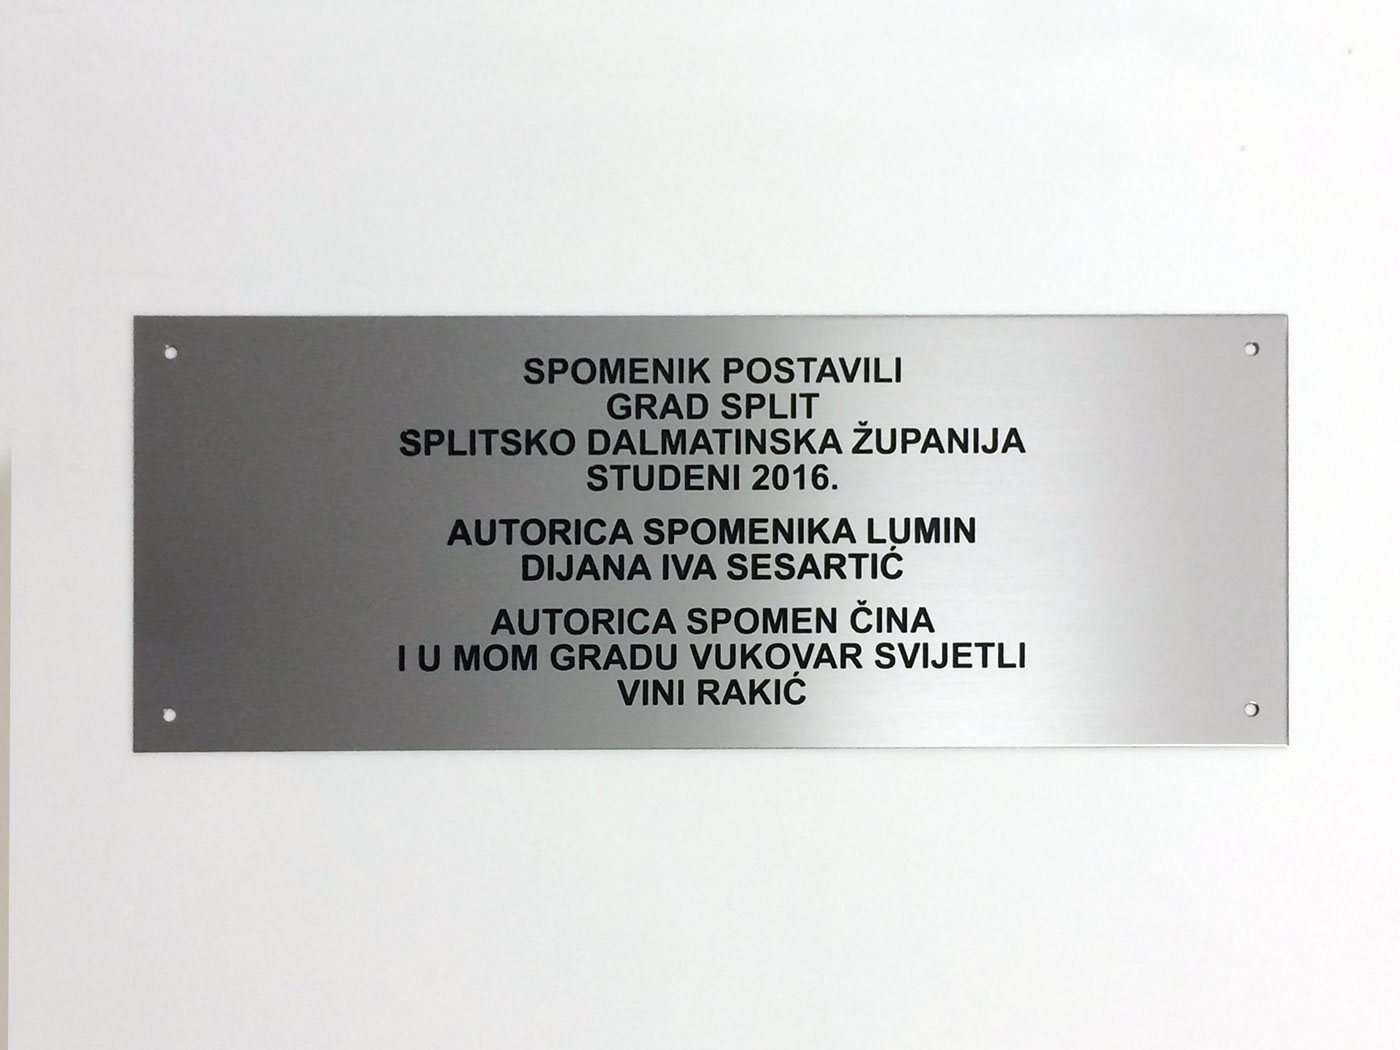 SPOMENIK POSTAVILI
GRAD SPLIT
SPLITSKO DALMATINSKA ŽUPANIJA
STUDENI 2016.
AUTORICA SPOMENIKA LUMIN
DIJANA IVA SESARTIĆ
AUTORICA SPOMEN ČINA
I U MOM GRADU VUKOVAR SVIJETLI
VINI RAKIĆ